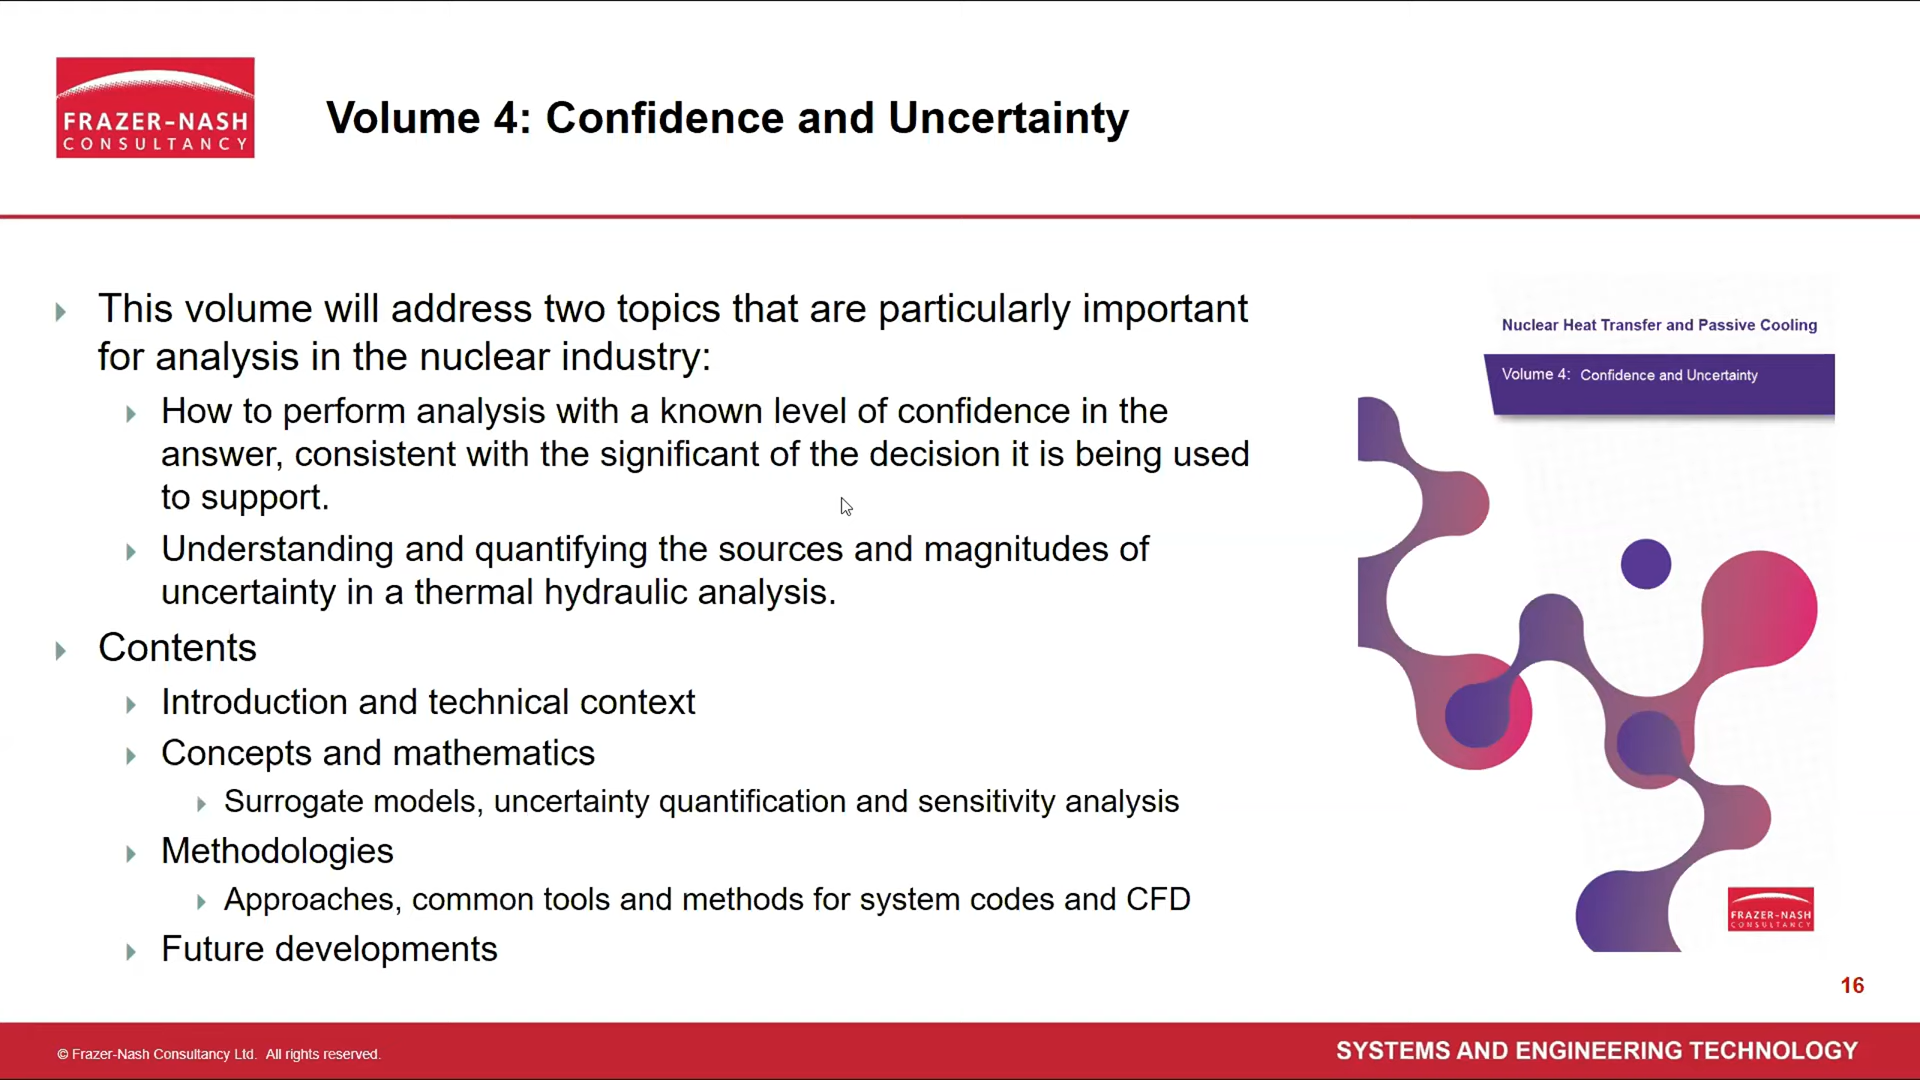 FRAZER-NASH
CONSULTANCY
Volume 4: Confidence and Uncertainty
This volume will address two topics that are particularly important
for analysis in the nuclear industry:
How to perform analysis with a known level of confidence in the
answer, consistent with the significant of the decision it is being used
to support.
Understanding and quantifying the sources and magnitudes of
uncertainty in a thermal hydraulic analysis.
Contents
Introduction and technical context
Concepts and mathematics
Surrogate models, uncertainty quantification and sensitivity analysis
Methodologies
Approaches, common tools and methods for system codes and CFD
Future developments
Nuclear Heat Transfer and Passive Cooling
Volume 4: Confidence and Uncertainty
FRAZER-NASH
CONSULTANCY
16
© Frazer-Nash Consultancy Ltd. All rights reserved.
SYSTEMS AND ENGINEERING TECHNOLOGY